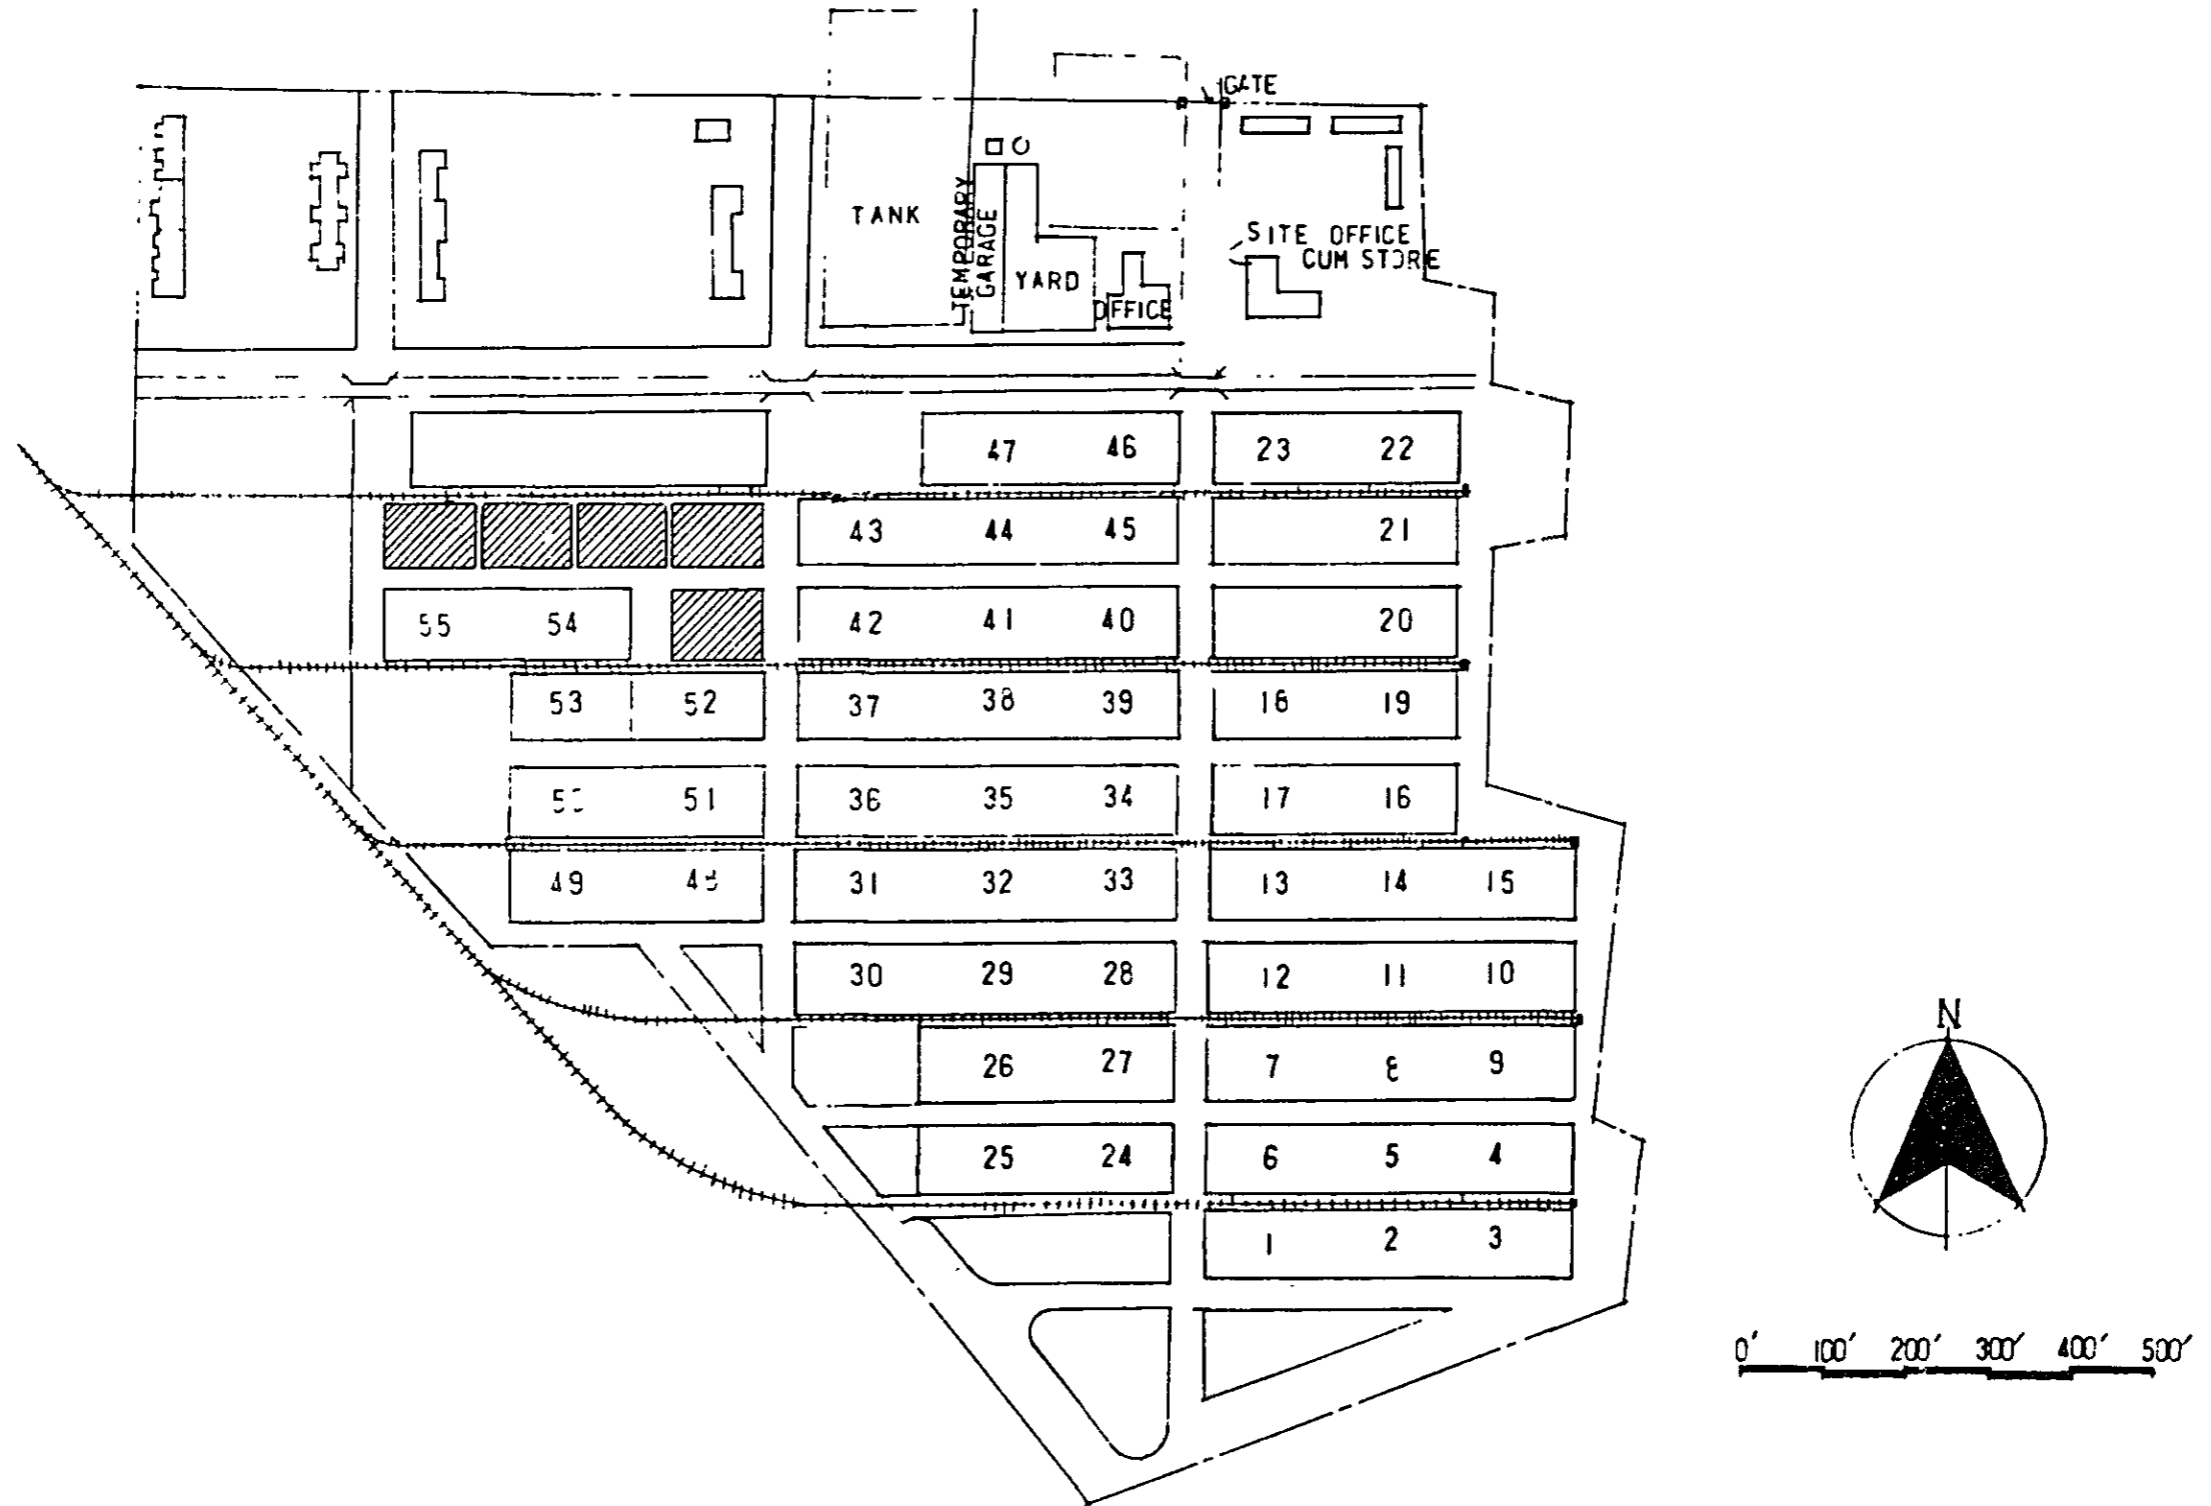 GATE
TANK
TEMPORARY
GARAGE
YARD
OFFICE
SITE OFFICE
CUM STORE
47 46 23 22
43 44 45 21
55 54 42 41 40 20
53 52 37 38 39 18 19
51 36 35 34 17 16
49 48 31 32 33 13 14 15
30 29 28 12 11 10
26 27 7 8 9
25 24 6 5 4
1 2 3
N
0' 100' 200' 300' 400' 500'